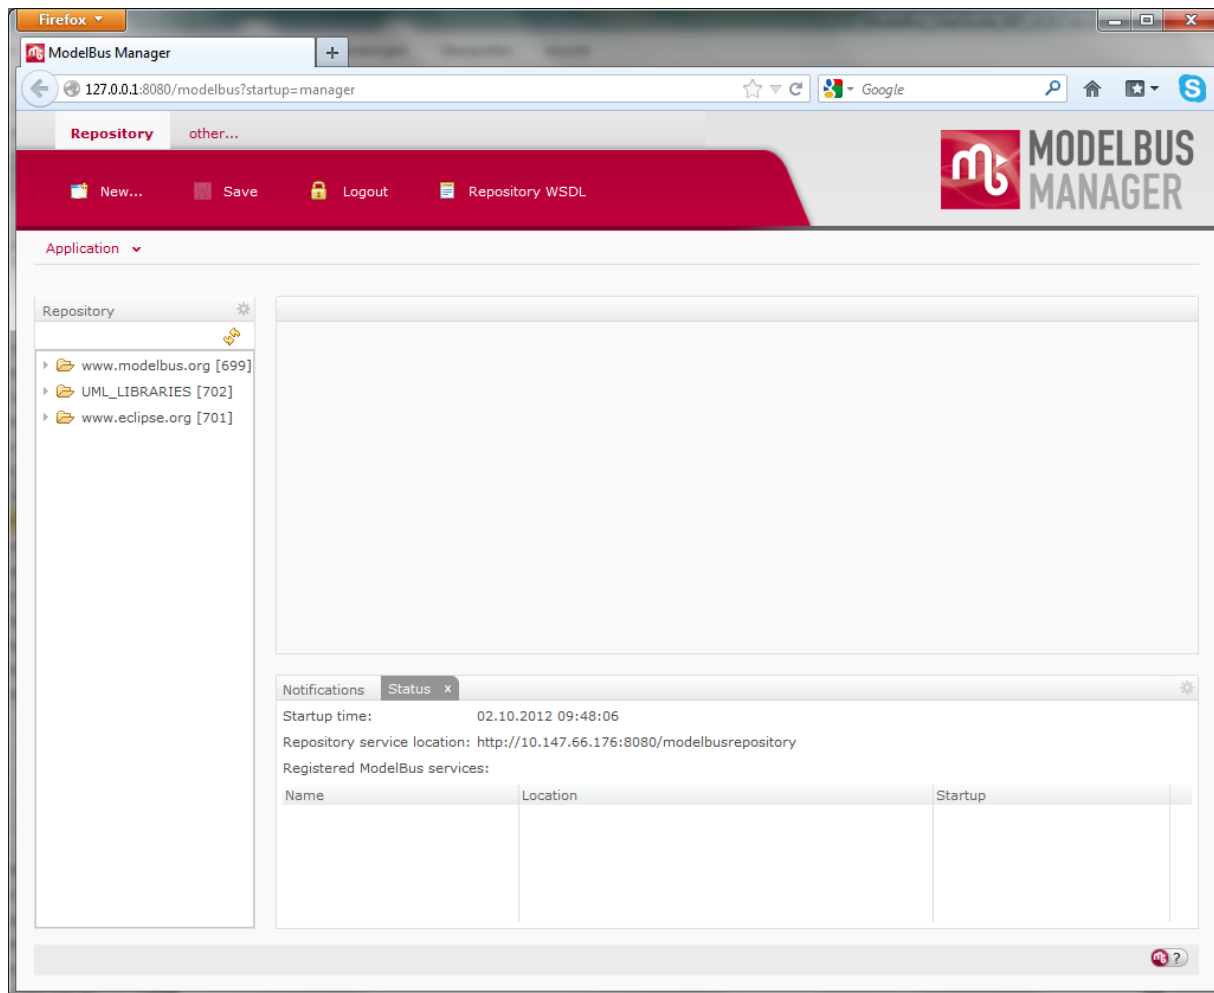 Firefox
ModelBus Manager
127.0.0.1:8080/modelbus?startup=manager
Google
Repository other...
MODELBUS
MANAGER
New... Save Logout Repository WSDL
Application
Repository
www.modelbus.org [699]
UML_LIBRARIES [702]
www.eclipse.org [701]
Notifications Status x
Startup time: 02.10.2012 09:48:06
Repository service location: http://10.147.66.176:8080/modelbusrepository
Registered ModelBus services:
Name Location Startup
?